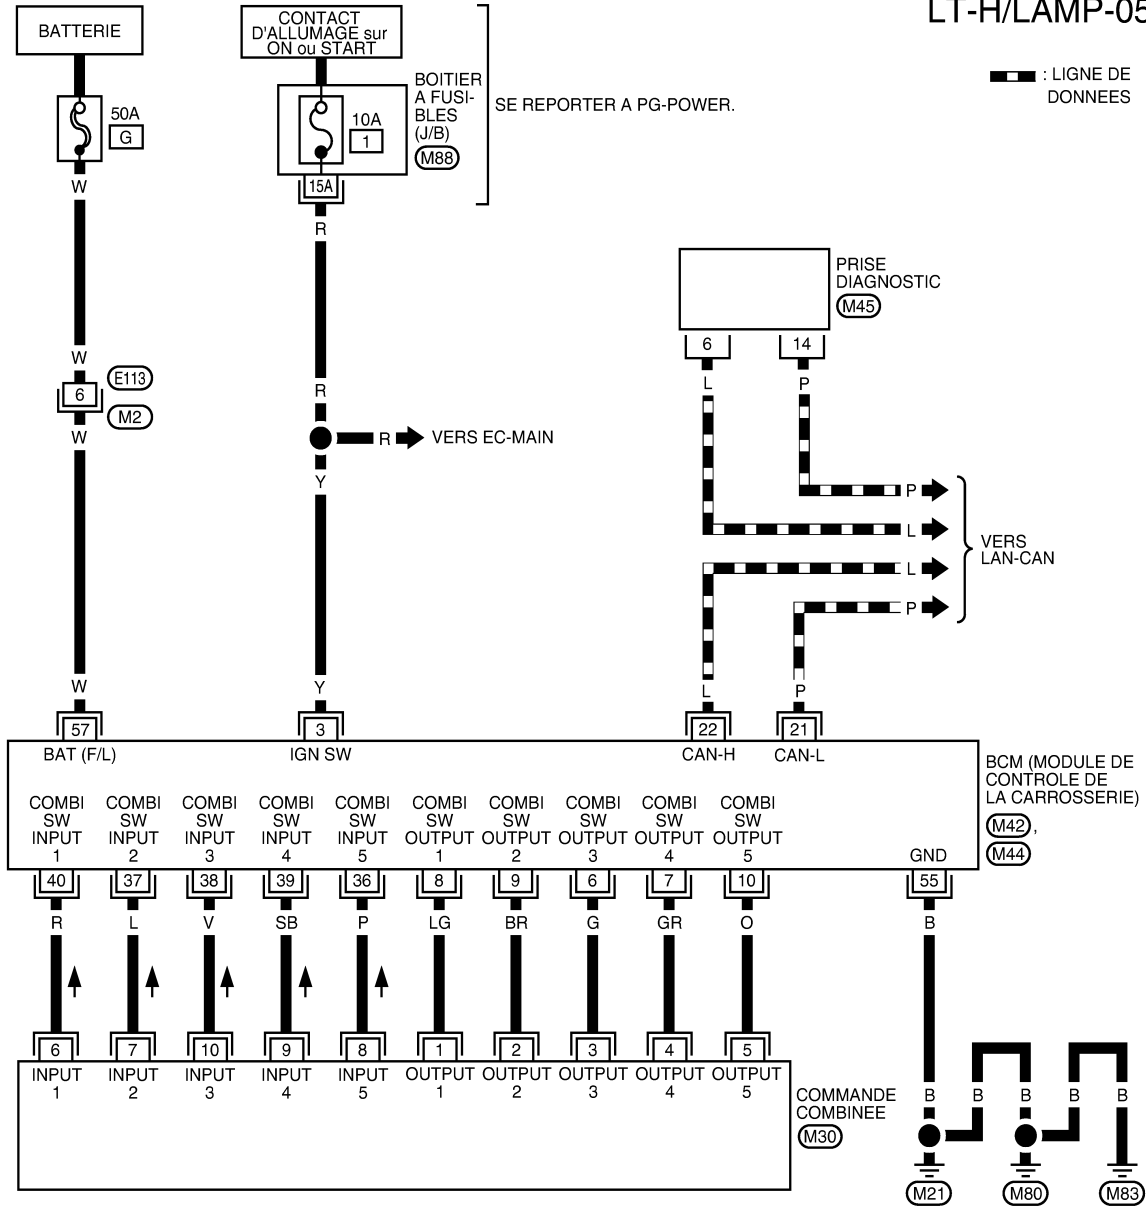 LT-H/LAMP-05
BATTERIE
CONTACT
D'ALLUMAGE sur
ON ou START
: LIGNE DE
DONNEES
50A
G
10A
1
BOITIER
A FUSI-
BLES
(J/B)
M88
SE REPORTER A PG-POWER.
15A
W
R
PRISE
DIAGNOSTIC
M45
6
14
W
E113
6
M2
W
R
L
P
R
VERS EC-MAIN
Y
P
L
L
P
VERS
LAN-CAN
W
Y
L
P
57
3
22
21
BAT (F/L)
IGN SW
CAN-H
CAN-L
BCM (MODULE DE
CONTROLE DE
LA CARROSSERIE)
M42 ,
M44
COMBI COMBI COMBI COMBI COMBI COMBI COMBI COMBI COMBI COMBI
SW SW SW SW SW SW SW SW SW SW
INPUT INPUT INPUT INPUT INPUT OUTPUT OUTPUT OUTPUT OUTPUT OUTPUT
1 2 3 4 5 1 2 3 4 5 GND
40 37 38 39 36 8 9 6 7 10 55
R L V SB P LG BR G GR O B
6 7 10 9 8 1 2 3 4 5
INPUT INPUT INPUT INPUT INPUT OUTPUT OUTPUT OUTPUT OUTPUT OUTPUT
1 2 3 4 5 1 2 3 4 5
COMMANDE
COMBINEE
M30
B B B B B
M21 M80 M83